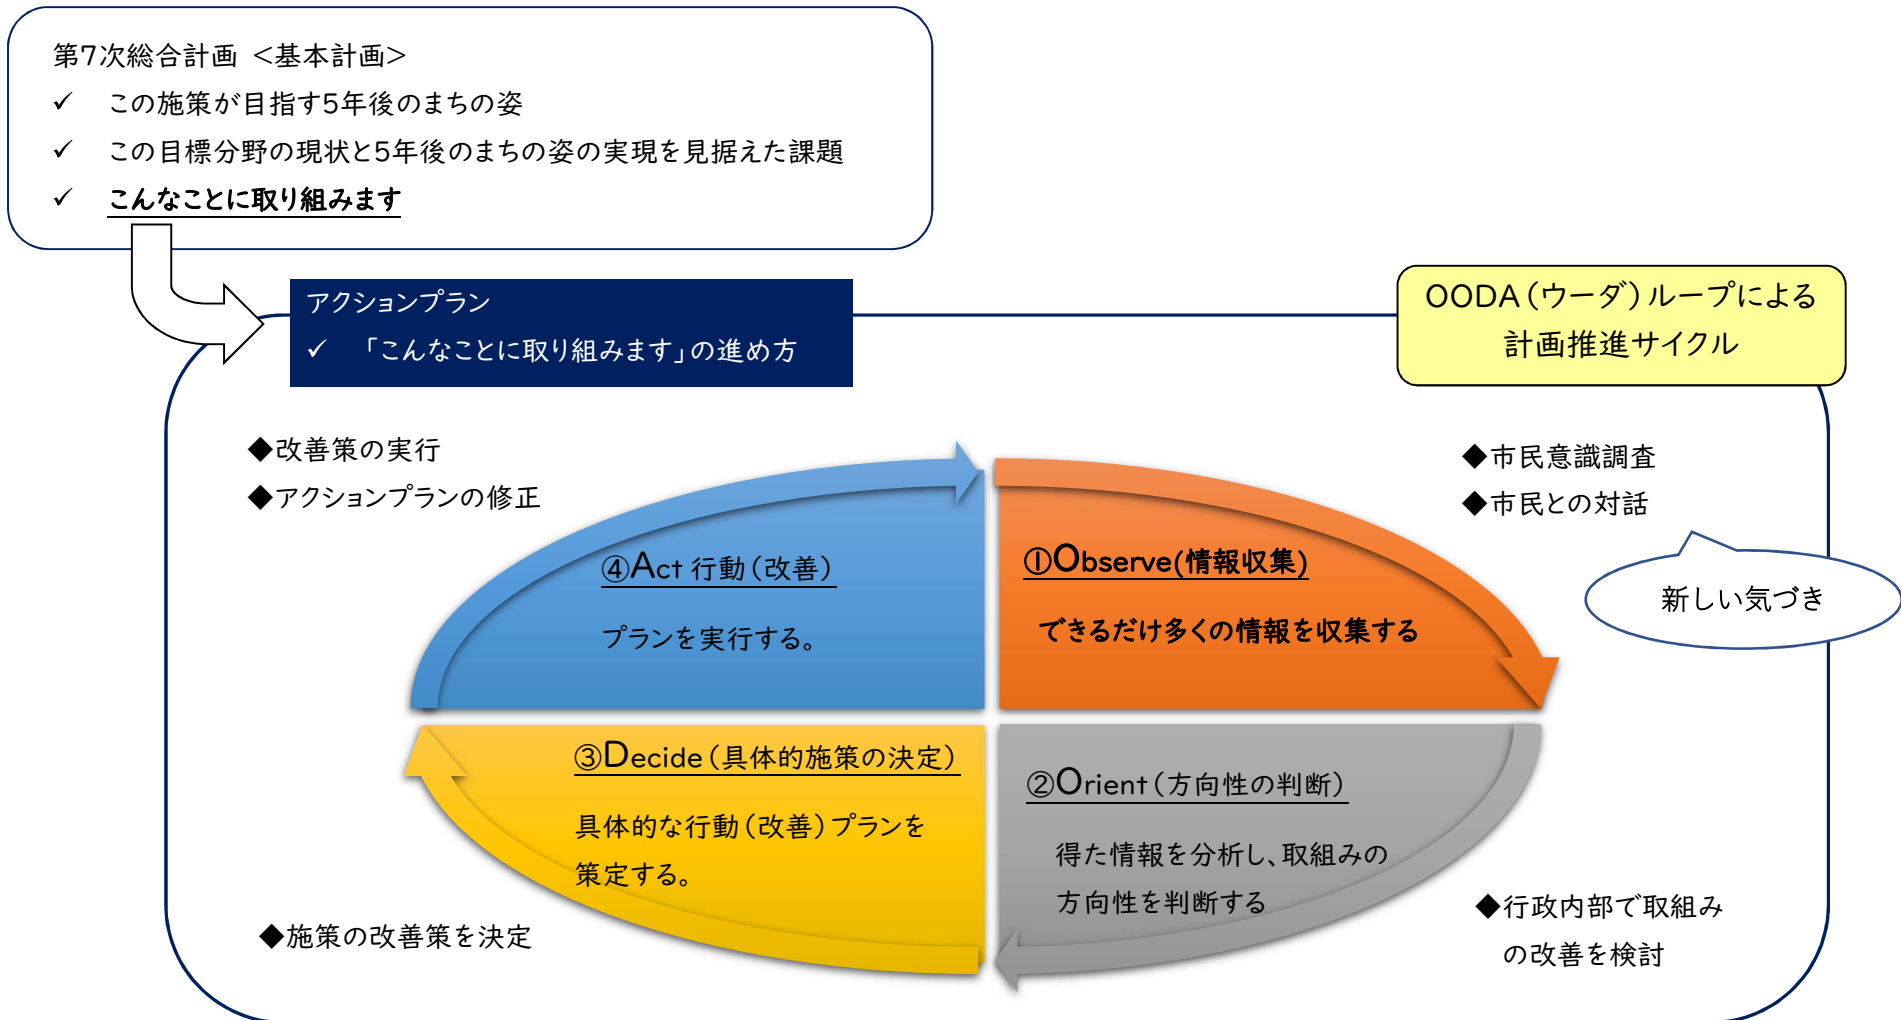 第7次総合計画 <基本計画>
✓ この施策が目指す5年後のまちの姿
✓ この目標分野の現状と5年後のまちの姿の実現を見据えた課題
✓ こんなことに取り組みます
アクションプラン
✓ 「こんなことに取り組みます」の進め方
OODA(ウーダ)ループによる
計画推進サイクル
◆改善策の実行
◆アクションプランの修正
◆市民意識調査
◆市民との対話
新しい気づき
④Act 行動(改善)
プランを実行する。
①Observe(情報収集)
できるだけ多くの情報を収集する
③Decide(具体的施策の決定)
具体的な行動(改善)プランを
策定する。
②Orient(方向性の判断)
得た情報を分析し、取組みの
方向性を判断する
◆施策の改善策を決定
◆行政内部で取組み
の改善を検討